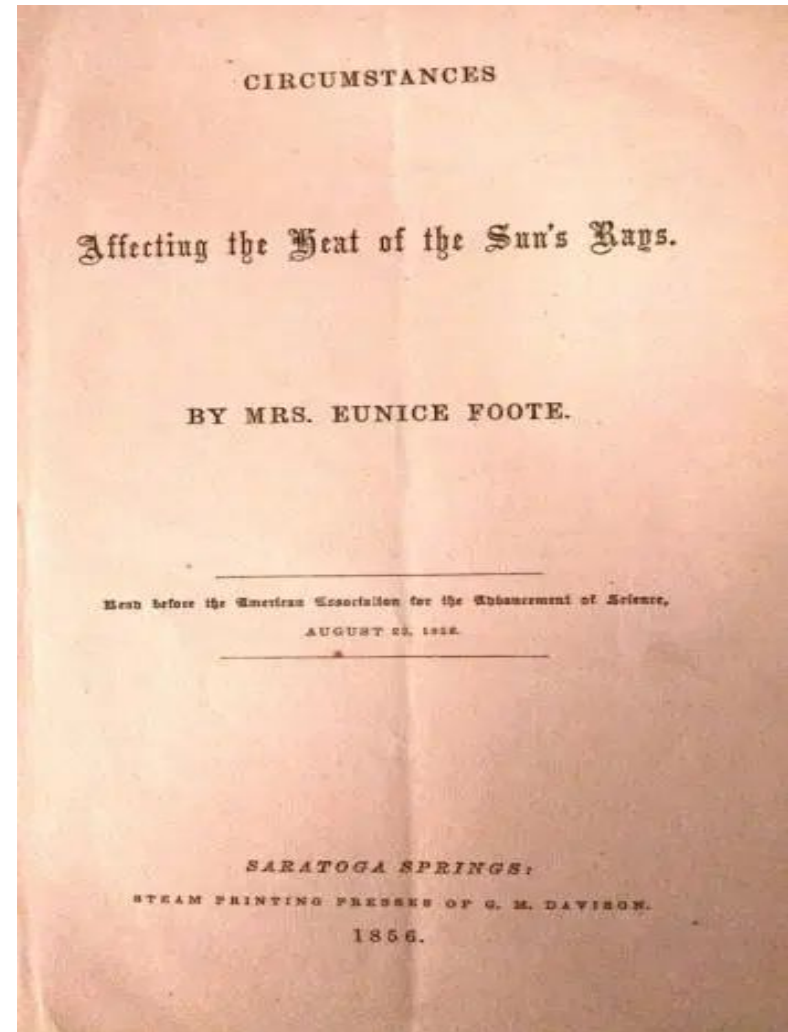 CIRCUMSTANCES
Affecting the Heat of the Sun's Rays.
BY MRS. EUNICE FOOTE.
Read before the American Association for the Advancement of Science,
AUGUST 23, 1856.
SARATOGA SPRINGS:
STEAM PRINTING PRESSES OF G. M. DAVISON.
1856.